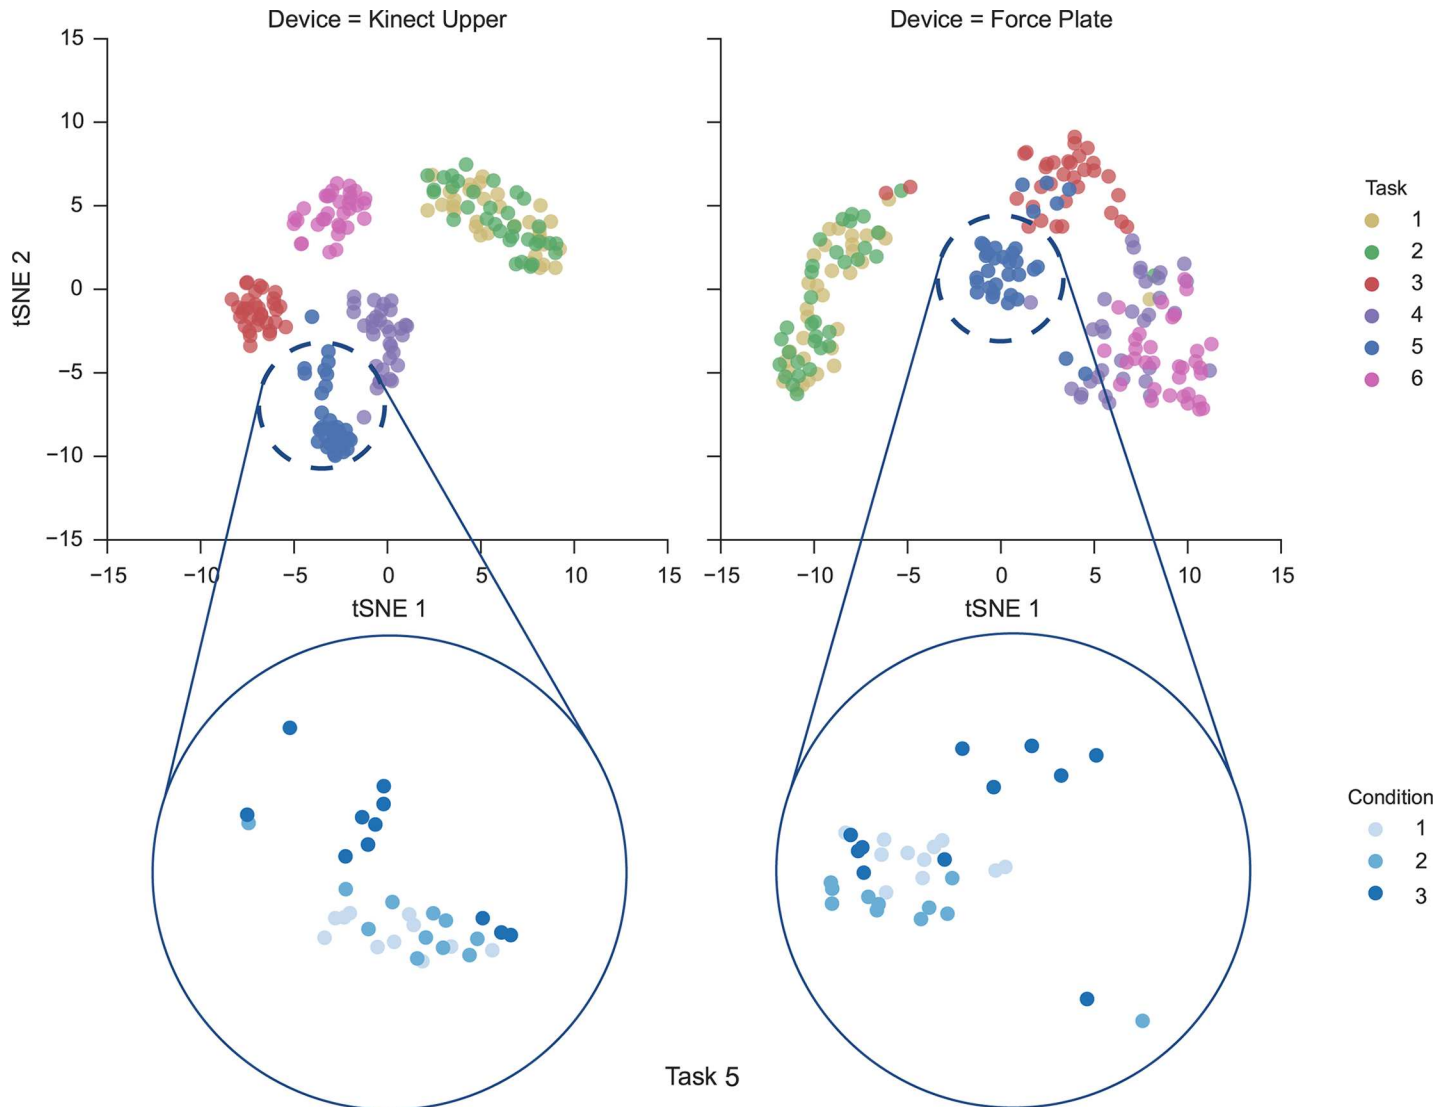 Device = Kinect Upper
Device = Force Plate
15
10
5
0
−5
−10
−15
tSNE 2
−15 −10 −5 0 5 10 15
−15 −10 −5 0 5 10 15
tSNE 1
tSNE 1
Task
1
2
3
4
5
6
Condition
1
2
3
Task 5